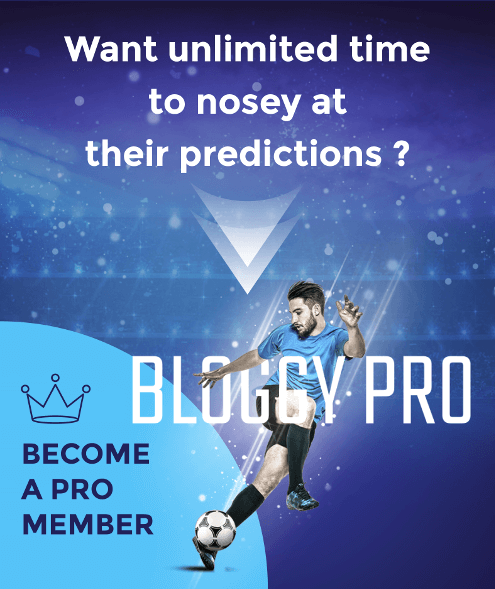 Want unlimited time
to nosey at
their predictions ?
BLOGGY PRO
BECOME
A PRO
MEMBER